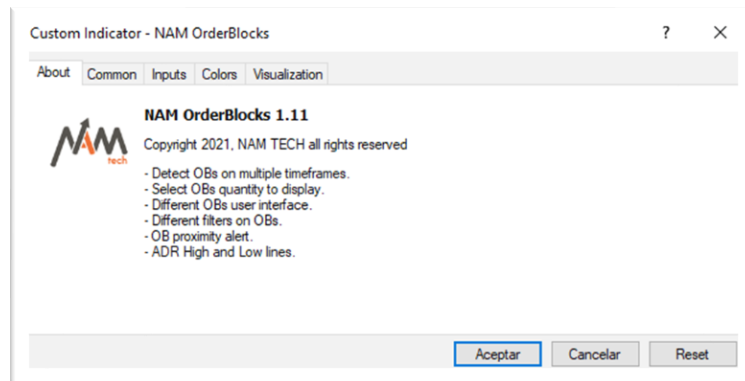 Custom Indicator - NAM OrderBlocks
? ×
About Common Inputs Colors Visualization
NAM OrderBlocks 1.11
NAM
tech
Copyright 2021, NAM TECH all rights reserved
- Detect OBs on multiple timeframes.
- Select OBs quantity to display.
- Different OBs user interface.
- Different filters on OBs.
- OB proximity alert.
- ADR High and Low lines.
Aceptar Cancelar Reset